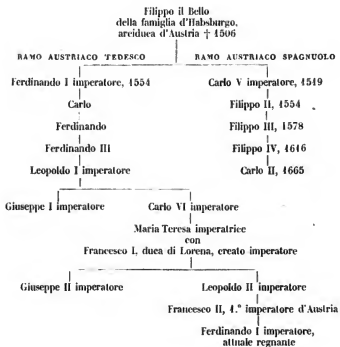 Filippo il Bello
della famiglia d'Habsburgo,
arciduca d'Austria † 1506
RAMO AUSTRIACO TEDESCO RAMO AUSTRIACO SPAGNUOLO
Ferdinando I imperatore, 1554 Carlo V imperatore, 1519
Carlo Filippo II, 1554
Ferdinando Filippo III, 1578
Ferdinando III Filippo IV, 1616
Leopoldo I imperatore Carlo II, 1665
Giuseppe I imperatore Carlo VI imperatore
Maria Teresa imperatrice
con
Francesco I, duca di Lorena, creato imperatore
Giuseppe II imperatore Leopoldo II imperatore
Francesco II, 1.° imperatore d'Austria
Ferdinando I imperatore,
attuale regnante